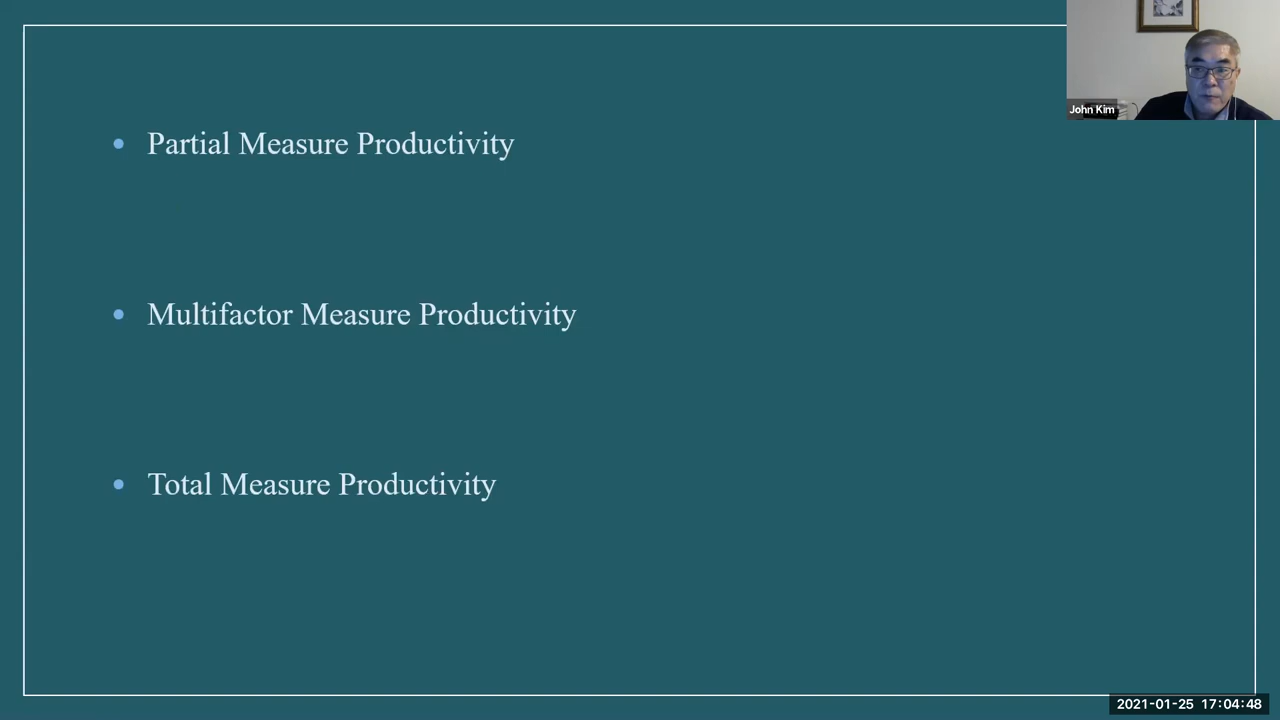 John Kim
Partial Measure Productivity
Multifactor Measure Productivity
Total Measure Productivity
2021-01-25 17:04:48